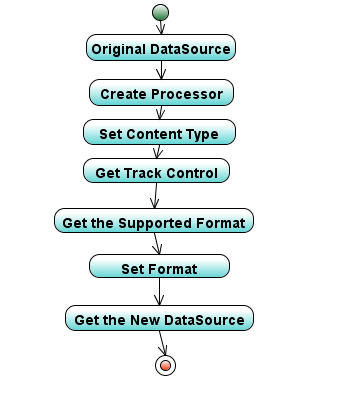 Original DataSource
Create Processor
Set Content Type
Get Track Control
Get the Supported Format
Set Format
Get the New DataSource